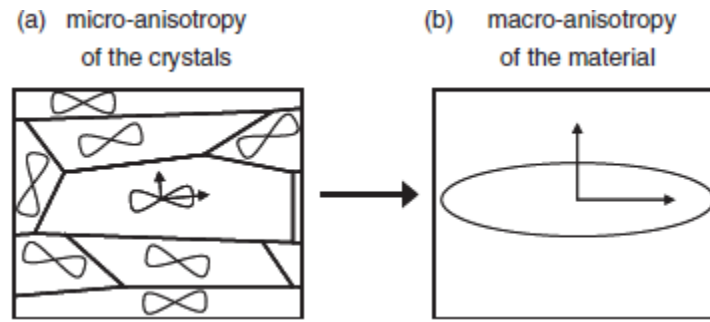 (a) micro-anisotropy
of the crystals
(b) macro-anisotropy
of the material